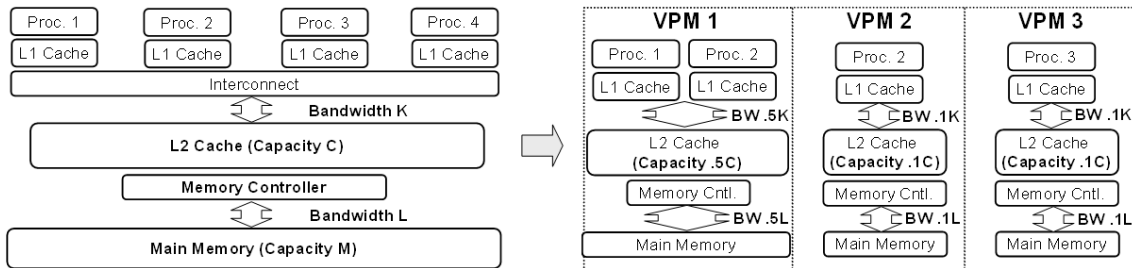 Proc. 1 Proc. 2 Proc. 3 Proc. 4
L1 Cache L1 Cache L1 Cache L1 Cache
Interconnect
Bandwidth K
L2 Cache (Capacity C)
Memory Controller
Bandwidth L
Main Memory (Capacity M)
VPM 1
Proc. 1 Proc. 2
L1 Cache L1 Cache
BW .5K
L2 Cache
(Capacity .5C)
Memory Cntl.
BW .5L
Main Memory
VPM 2
Proc. 2
L1 Cache
BW .1K
L2 Cache
(Capacity .1C)
Memory Cntl.
BW .1L
Main Memory
VPM 3
Proc. 3
L1 Cache
BW .1K
L2 Cache
(Capacity .1C)
Memory Cntl.
BW .1L
Main Memory